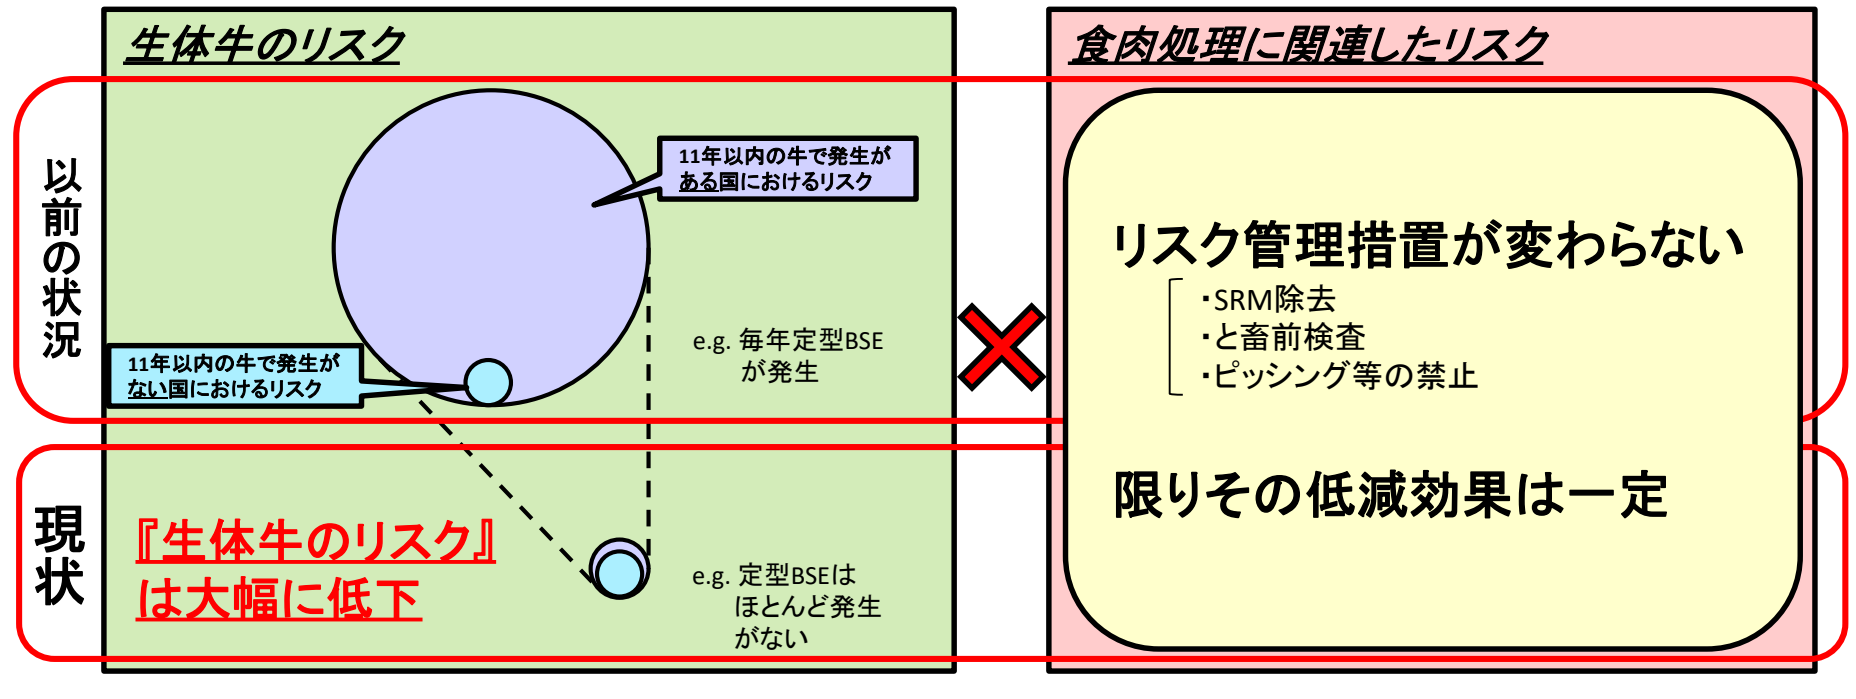 生体牛のリスク
食肉処理に関連したリスク
以前の状況
11年以内の牛で発生が
ある国におけるリスク
e.g. 毎年定型BSE
が発生
11年以内の牛で発生が
ない国におけるリスク
リスク管理措置が変わらない
・SRM除去
・と畜前検査
・ピッシング等の禁止
限りその低減効果は一定
現状
『生体牛のリスク』
は大幅に低下
e.g. 定型BSEは
ほとんど発生
がない